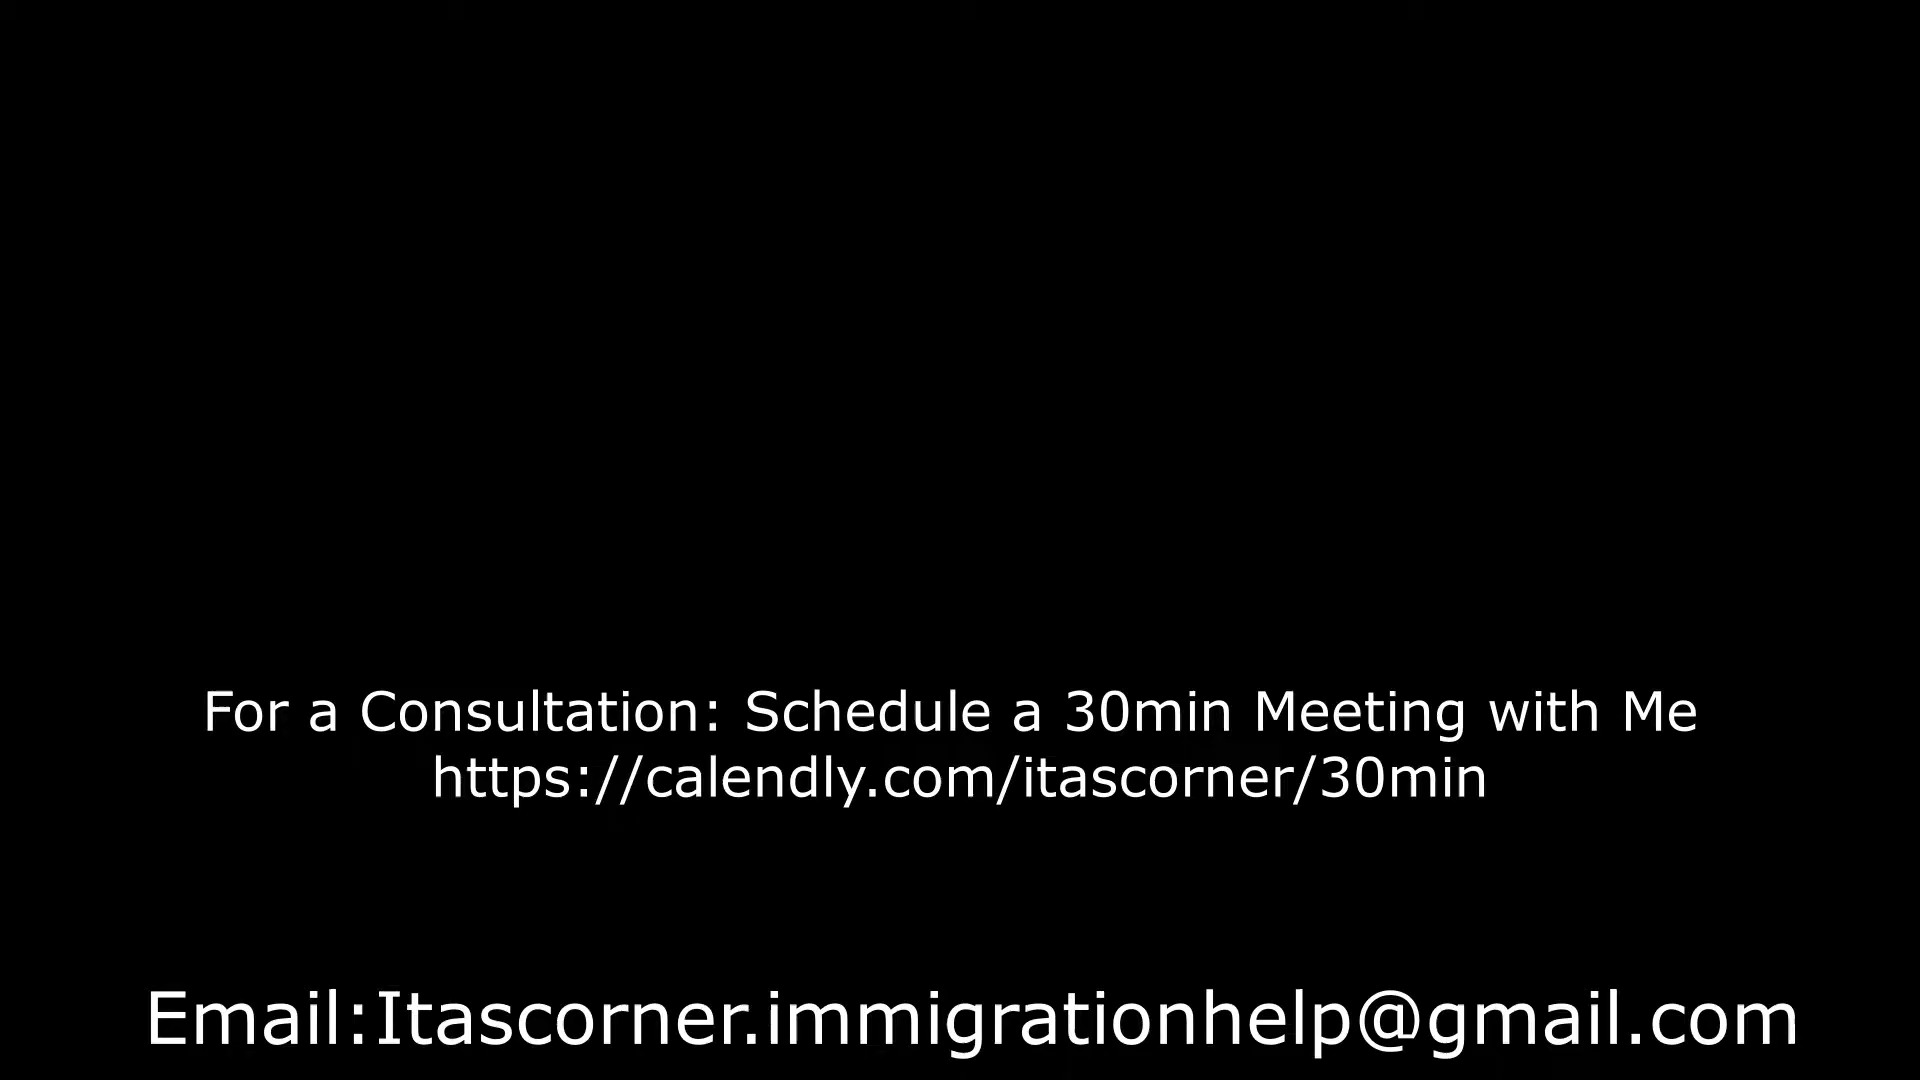 For a Consultation: Schedule a 30min Meeting with Me
https://calendly.com/itascorner/30min
Email:Itascorner.immigrationhelp@gmail.com